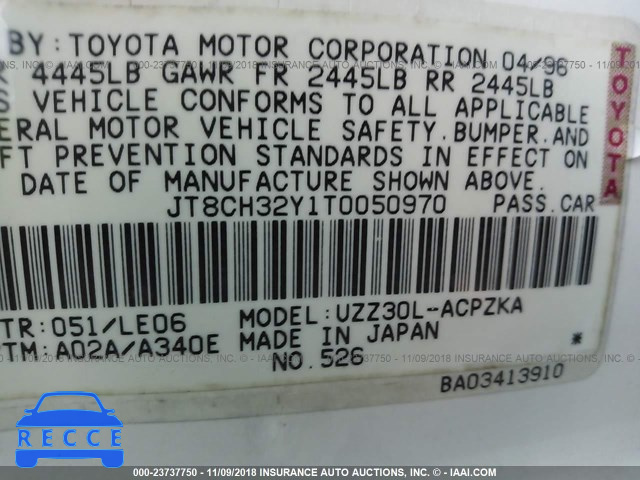 BY: TOYOTA MOTOR CORPORATION 04-96
4445LB GAWR FR 2445LB RR 2445LB
VEHICLE CONFORMS TO ALL APPLICABLE
ERAL MOTOR VEHICLE SAFETY, BUMPER, AND
FT PREVENTION STANDARDS IN EFFECT ON
DATE OF MANUFACTURE SHOWN ABOVE.
JT8CH32Y1T0050970 PASS.CAR
TR: 051/LE06 MODEL: UZZ30L-ACPZKA
TM: A02A/A340E MADE IN JAPAN *
NO. 526
BA03413910
TOYOTA
RECCE
000-23737750 - 11/09/2018 INSURANCE AUTO AUCTIONS, INC. - IAAI.COM